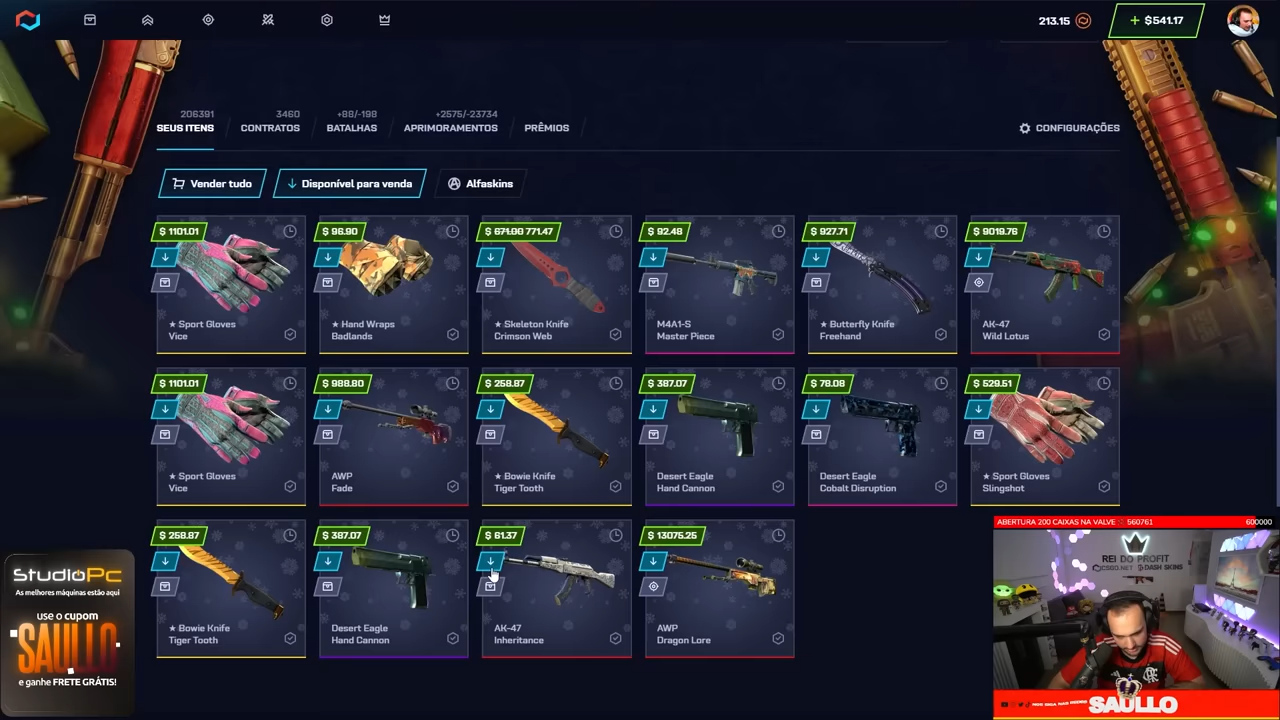 213.15
+ $541.17
206391
SEUS ITENS
3460
CONTRATOS
+88/-198
BATALHAS
+2575/-23734
APRIMORAMENTOS
PRÊMIOS
CONFIGURAÇÕES
Vender tudo
Disponível para venda
Alfaskins
$ 1101.01
★ Sport Gloves
Vice
$ 96.90
★ Hand Wraps
Badlands
$ 671.08 771.47
★ Skeleton Knife
Crimson Web
$ 92.48
M4A1-S
Master Piece
$ 927.71
★ Butterfly Knife
Freehand
$ 9019.76
AK-47
Wild Lotus
$ 1101.01
★ Sport Gloves
Vice
$ 988.80
AWP
Fade
$ 258.87
★ Bowie Knife
Tiger Tooth
$ 387.07
Desert Eagle
Hand Cannon
$ 78.08
Desert Eagle
Cobalt Disruption
$ 529.51
★ Sport Gloves
Slingshot
$ 258.87
★ Bowie Knife
Tiger Tooth
$ 387.07
Desert Eagle
Hand Cannon
$ 61.37
AK-47
Inheritance
$ 13075.25
AWP
Dragon Lore
STUDIOPC
As melhores máquinas estão aqui
USE O CUPOM
SAULLO
e ganhe FRETE GRÁTIS!
ABERTURA 200 CAIXAS NA VALVE
560761
600000
REI DO PROFIT
CSGO.NET
DASH SKINS
SAULLO